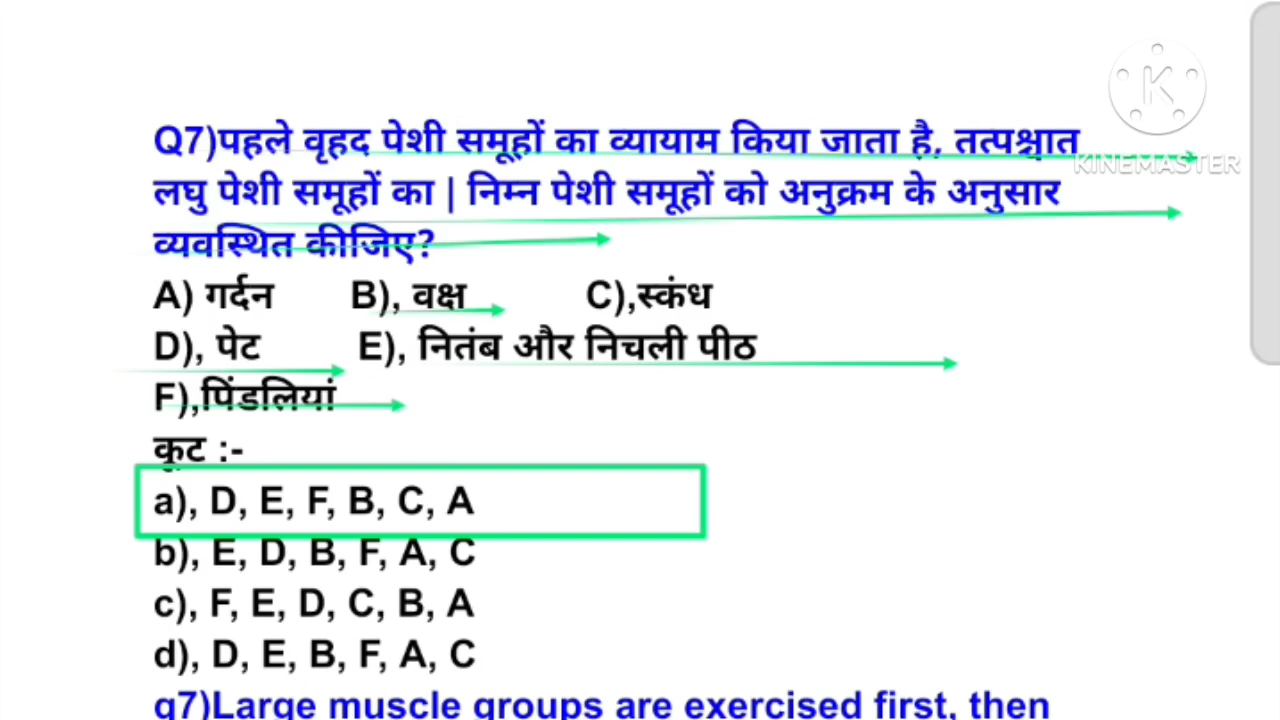 KINEMASTER
Q7)पहले वृहद पेशी समूहों का व्यायाम किया जाता है, तत्पश्चात
लघु पेशी समूहों का | निम्न पेशी समूहों को अनुक्रम के अनुसार
व्यवस्थित कीजिए?
A) गर्दन B), वक्ष C),स्कंध
D), पेट E), नितंब और निचली पीठ
F),पिंडलियां
कूट :-
a), D, E, F, B, C, A
b), E, D, B, F, A, C
c), F, E, D, C, B, A
d), D, E, B, F, A, C
q7)Large muscle groups are exercised first, then